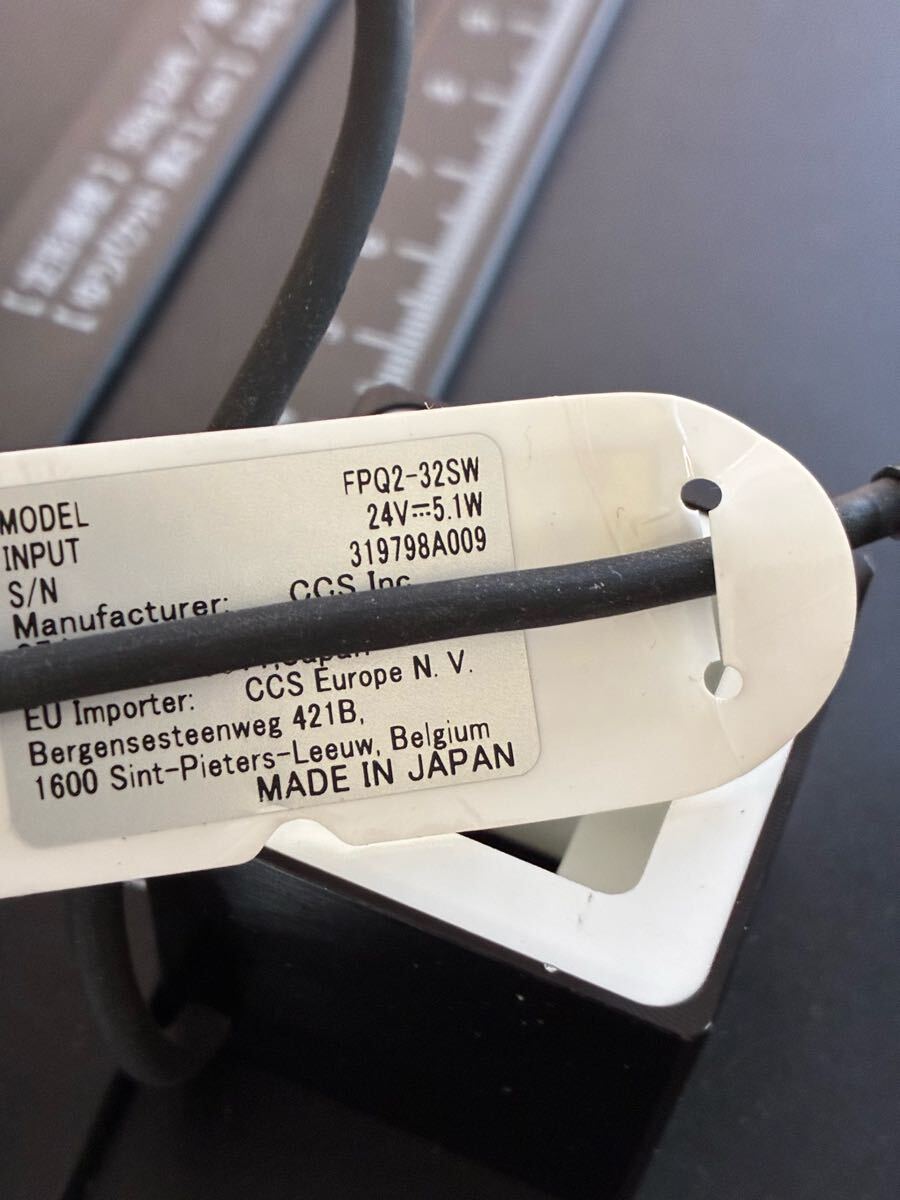 MODEL FPQ2-32SW
INPUT 24V⎓5.1W
S/N 319798A009
Manufacturer: CCS Inc.
Japan
EU Importer: CCS Europe N. V.
Bergensesteenweg 421B,
1600 Sint-Pieters-Leeuw, Belgium
MADE IN JAPAN